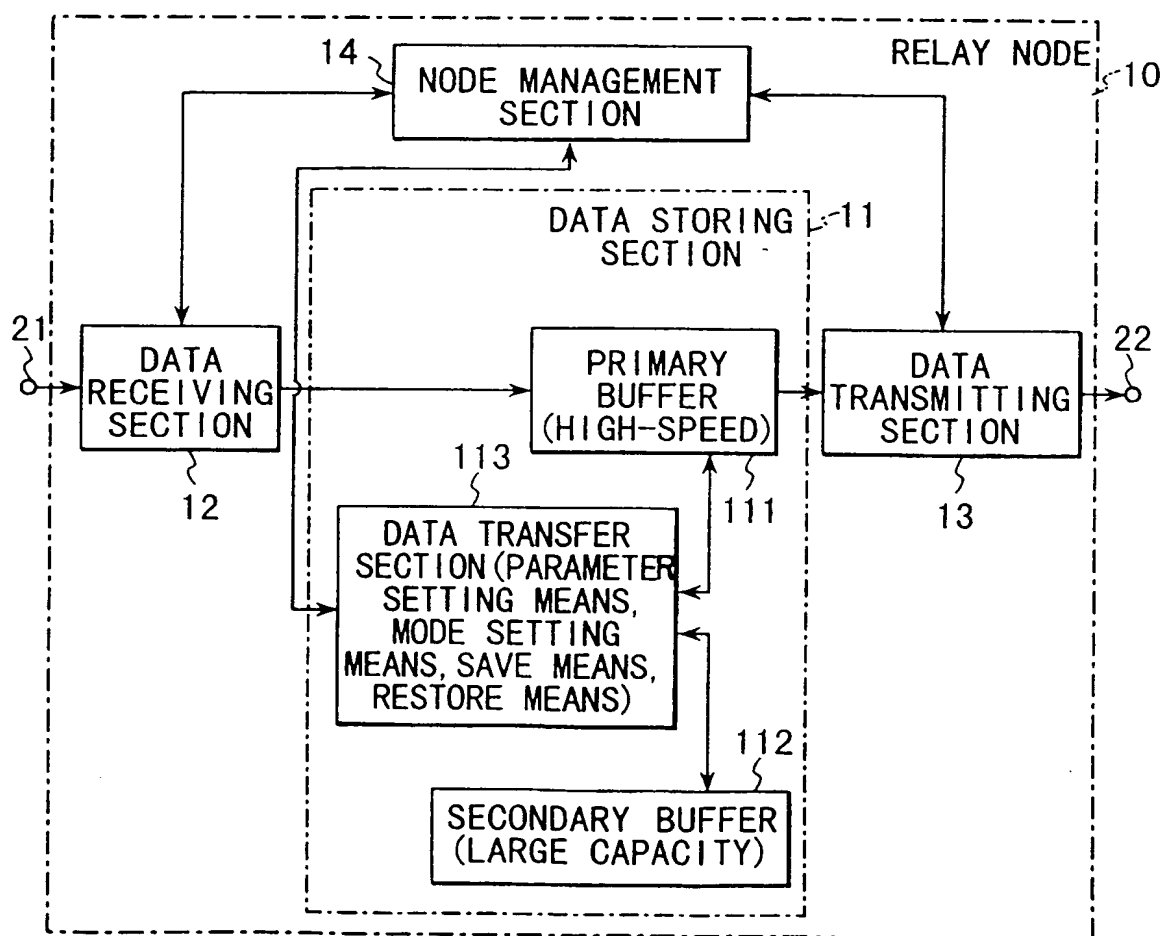 RELAY NODE
10
14
NODE MANAGEMENT
SECTION
DATA STORING
SECTION
11
21
DATA
RECEIVING
SECTION
12
PRIMARY
BUFFER
(HIGH-SPEED)
111
DATA
TRANSMITTING
SECTION
13
22
113
DATA TRANSFER
SECTION(PARAMETER
SETTING MEANS,
MODE SETTING
MEANS, SAVE MEANS,
RESTORE MEANS)
112
SECONDARY BUFFER
(LARGE CAPACITY)